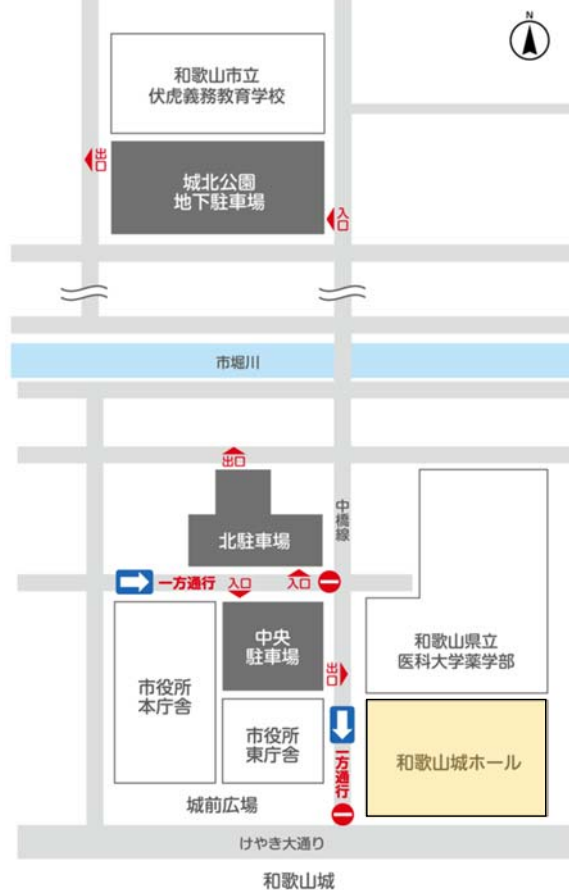 N
和歌山市立
伏虎義務教育学校
出口
城北公園
地下駐車場
入口
市堀川
出口
中橋線
北駐車場
一方通行
入口
入口
中央
駐車場
和歌山県立
医科大学薬学部
出口
市役所
本庁舎
市役所
東庁舎
一方通行
和歌山城ホール
城前広場
けやき大通り
和歌山城